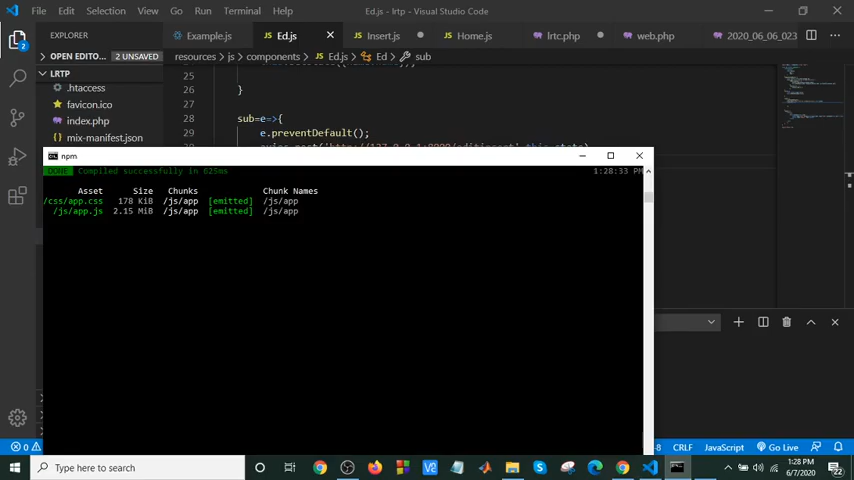 File Edit Selection View Go Run Terminal Help Ed.js - lrtp - Visual Studio Code
EXPLORER Example.js Ed.js Insert.js Home.js lrtc.php web.php 2020_06_06_023
OPEN EDITO... 2 UNSAVED resources > js > components > Ed.js > Ed > sub
LRTP
.htaccess
favicon.ico
index.php
mix-manifest.json
25
26 }
27
28 sub=e=>{
29 e.preventDefault();
npm
DONE Compiled successfully in 625ms 1:28:33 PM
Asset Size Chunks Chunk Names
/css/app.css 178 KiB /js/app [emitted] /js/app
/js/app.js 2.15 MiB /js/app [emitted] /js/app
0 CRLF JavaScript Go Live
Type here to search
1:28 PM
6/7/2020
22
2